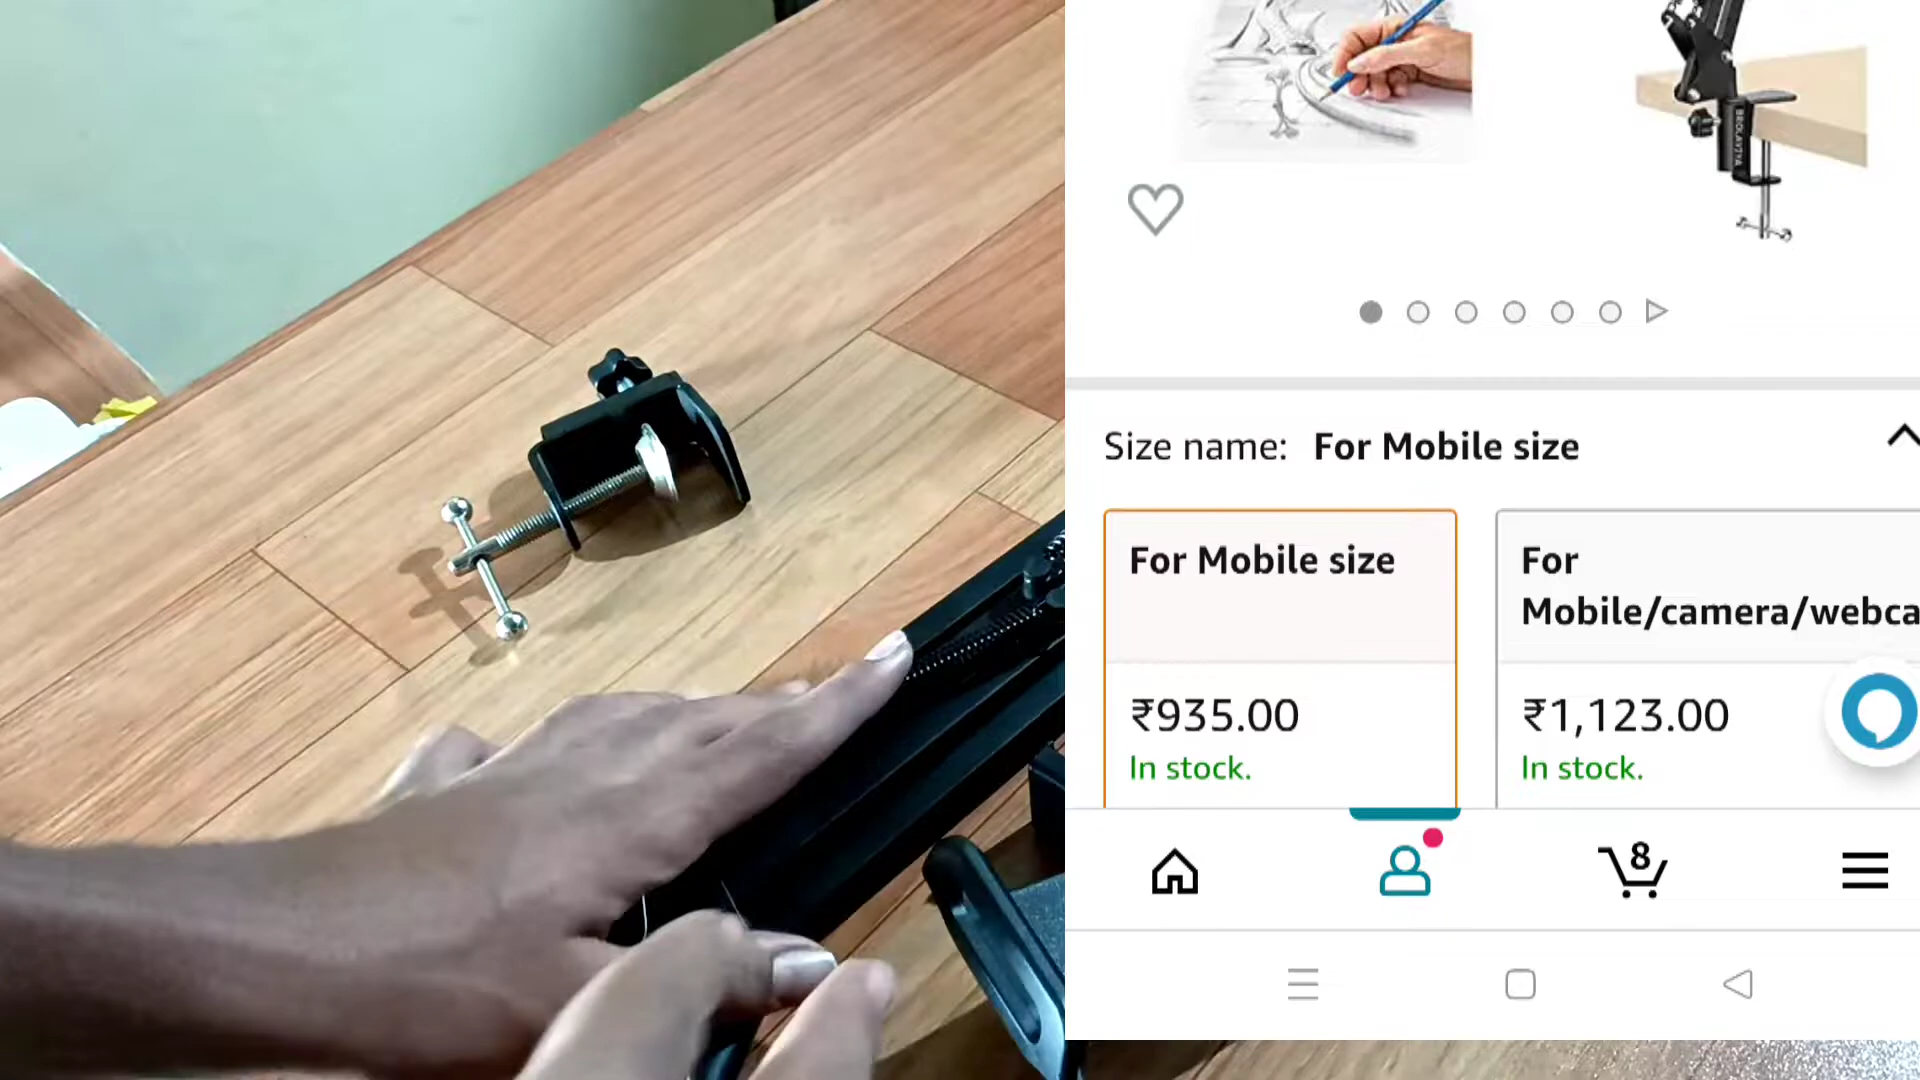 BRIOLAVIYA
Size name: For Mobile size
For Mobile size
For
Mobile/camera/webca
₹935.00
₹1,123.00
In stock.
In stock.
8